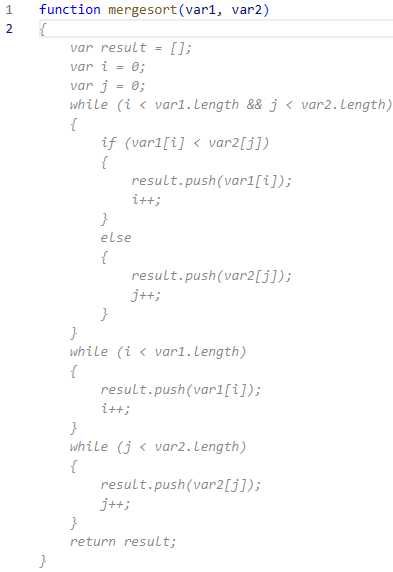 1 function mergesort(var1, var2)
2 {
    var result = [];
    var i = 0;
    var j = 0;
    while (i < var1.length && j < var2.length)
    {
        if (var1[i] < var2[j])
        {
            result.push(var1[i]);
            i++;
        }
        else
        {
            result.push(var2[j]);
            j++;
        }
    }
    while (i < var1.length)
    {
        result.push(var1[i]);
        i++;
    }
    while (j < var2.length)
    {
        result.push(var2[j]);
        j++;
    }
    return result;
}